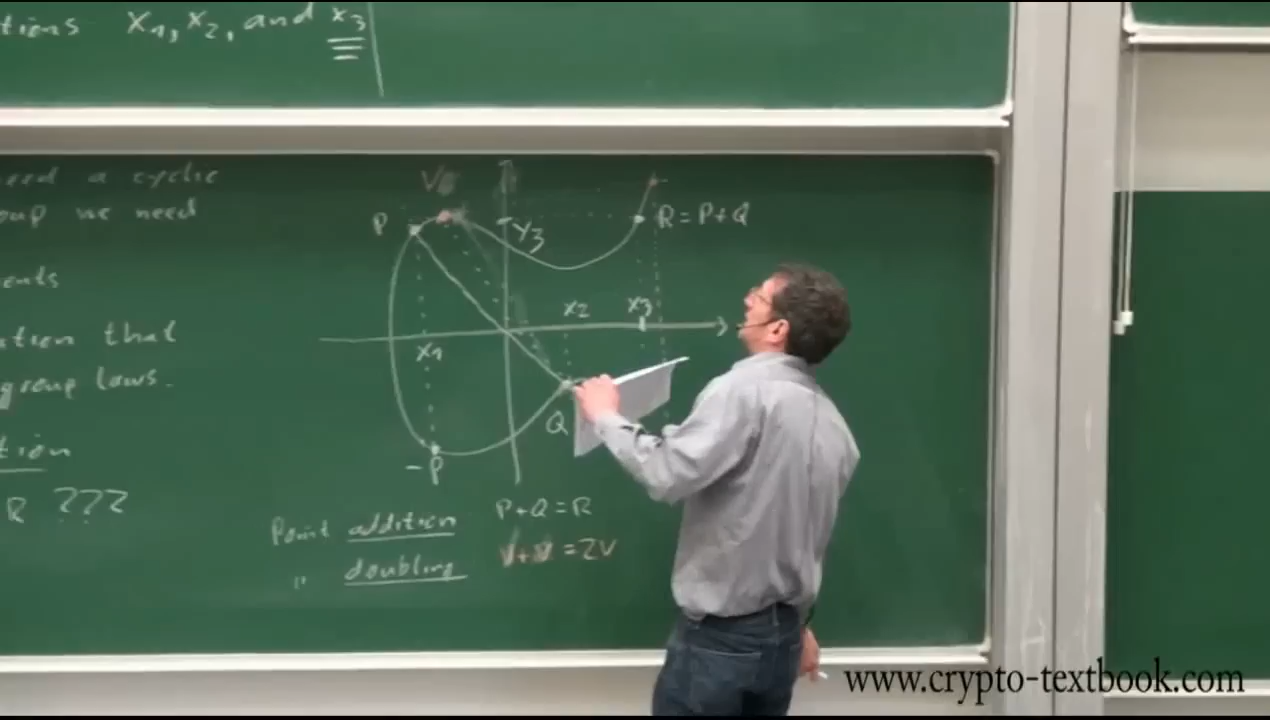 tions X1, X2, and X3
need a cyclic
oup we need
ents
ation that
group laws.
tion
R ???
V
P
Y3
R = P+Q
X2
X3
X1
Q
-P
Point addition P+Q = R
" doubling V+V = 2V
www.crypto-textbook.com